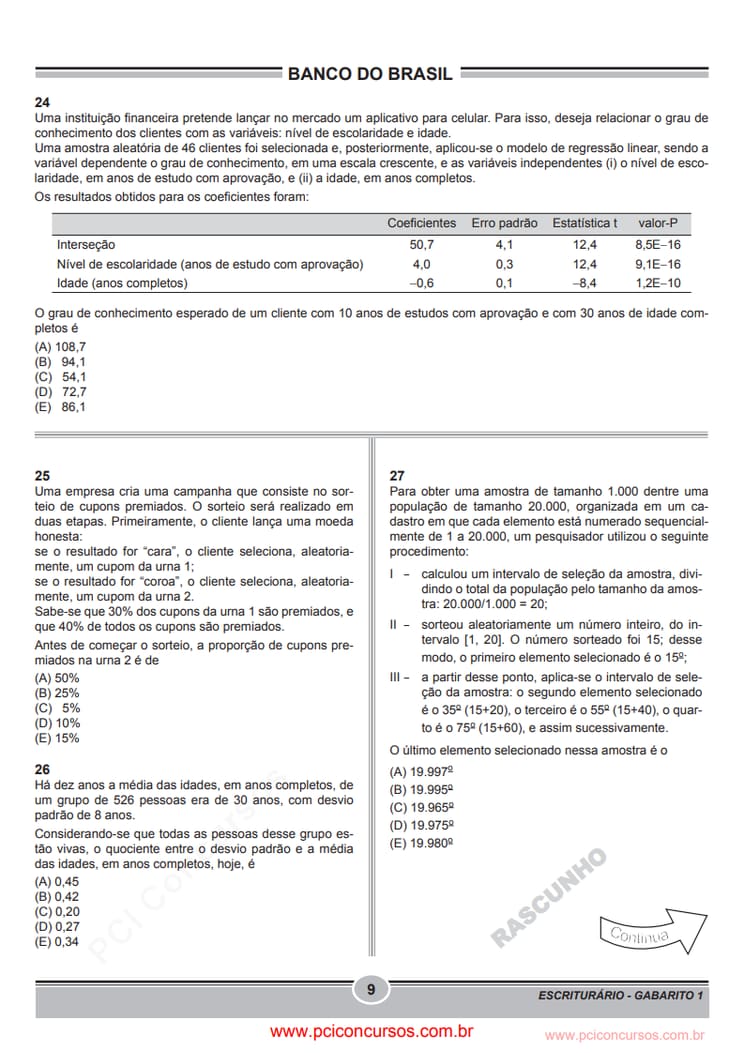 BANCO DO BRASIL
24
Uma instituição financeira pretende lançar no mercado um aplicativo para celular. Para isso, deseja relacionar o grau de
conhecimento dos clientes com as variáveis: nível de escolaridade e idade.
Uma amostra aleatória de 46 clientes foi selecionada e, posteriormente, aplicou-se o modelo de regressão linear, sendo a
variável dependente o grau de conhecimento, em uma escala crescente, e as variáveis independentes (i) o nível de esco-
laridade, em anos de estudo com aprovação, e (ii) a idade, em anos completos.
Os resultados obtidos para os coeficientes foram:
Coeficientes Erro padrão Estatística t valor-P
Interseção 50,7 4,1 12,4 8,5E–16
Nível de escolaridade (anos de estudo com aprovação) 4,0 0,3 12,4 9,1E–16
Idade (anos completos) –0,6 0,1 –8,4 1,2E–10
O grau de conhecimento esperado de um cliente com 10 anos de estudos com aprovação e com 30 anos de idade com-
pletos é
(A) 108,7
(B) 94,1
(C) 54,1
(D) 72,7
(E) 86,1
25
Uma empresa cria uma campanha que consiste no sor-
teio de cupons premiados. O sorteio será realizado em
duas etapas. Primeiramente, o cliente lança uma moeda
honesta:
se o resultado for “cara”, o cliente seleciona, aleatoria-
mente, um cupom da urna 1;
se o resultado for “coroa”, o cliente seleciona, aleatoria-
mente, um cupom da urna 2.
Sabe-se que 30% dos cupons da urna 1 são premiados, e
que 40% de todos os cupons são premiados.
Antes de começar o sorteio, a proporção de cupons pre-
miados na urna 2 é de
(A) 50%
(B) 25%
(C) 5%
(D) 10%
(E) 15%
26
Há dez anos a média das idades, em anos completos, de
um grupo de 526 pessoas era de 30 anos, com desvio
padrão de 8 anos.
Considerando-se que todas as pessoas desse grupo es-
tão vivas, o quociente entre o desvio padrão e a média
das idades, em anos completos, hoje, é
(A) 0,45
(B) 0,42
(C) 0,20
(D) 0,27
(E) 0,34
27
Para obter uma amostra de tamanho 1.000 dentre uma
população de tamanho 20.000, organizada em um ca-
dastro em que cada elemento está numerado sequencial-
mente de 1 a 20.000, um pesquisador utilizou o seguinte
procedimento:
I – calculou um intervalo de seleção da amostra, divi-
dindo o total da população pelo tamanho da amos-
tra: 20.000/1.000 = 20;
II – sorteou aleatoriamente um número inteiro, do in-
tervalo [1, 20]. O número sorteado foi 15; desse
modo, o primeiro elemento selecionado é o 15º;
III – a partir desse ponto, aplica-se o intervalo de sele-
ção da amostra: o segundo elemento selecionado
é o 35º (15+20), o terceiro é o 55º (15+40), o quar-
to é o 75º (15+60), e assim sucessivamente.
O último elemento selecionado nessa amostra é o
(A) 19.997º
(B) 19.995º
(C) 19.965º
(D) 19.975º
(E) 19.980º
RASCUNHO
Continua
PCI Concursos
9
ESCRITURÁRIO - GABARITO 1
www.pciconcursos.com.br
www.pciconcursos.com.br